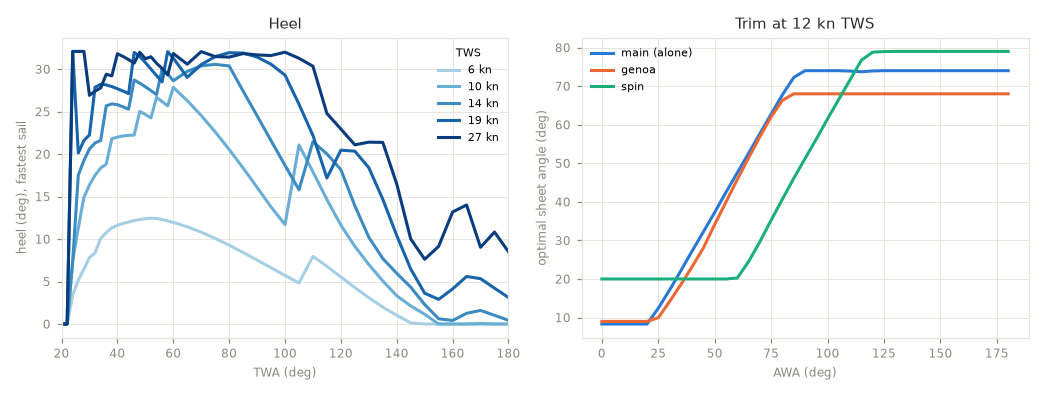 Heel
heel (deg), fastest sail
30
25
20
15
10
5
0
20 40 60 80 100 120 140 160 180
TWA (deg)
TWS
6 kn
10 kn
14 kn
19 kn
27 kn
Trim at 12 kn TWS
optimal sheet angle (deg)
80
70
60
50
40
30
20
10
0 25 50 75 100 125 150 175
AWA (deg)
main (alone)
genoa
spin